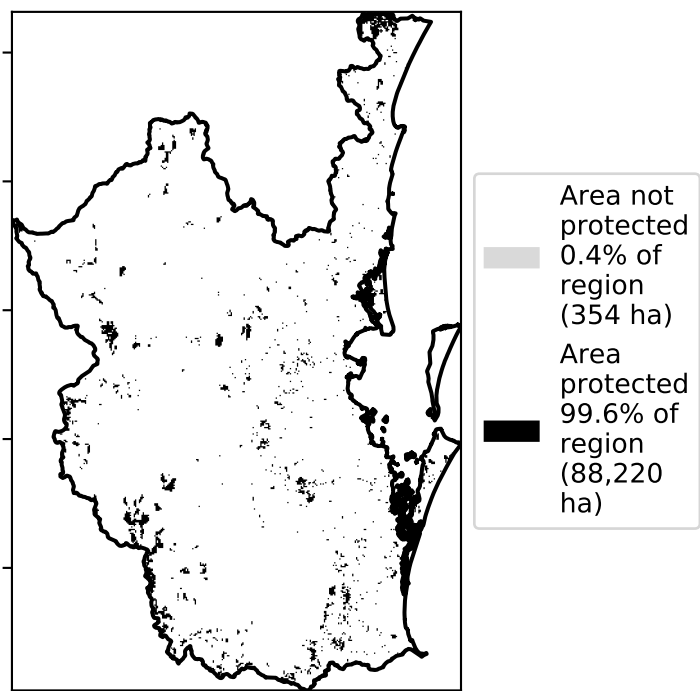 Area not
protected
0.4% of
region
(354 ha)
Area
protected
99.6% of
region
(88,220
ha)